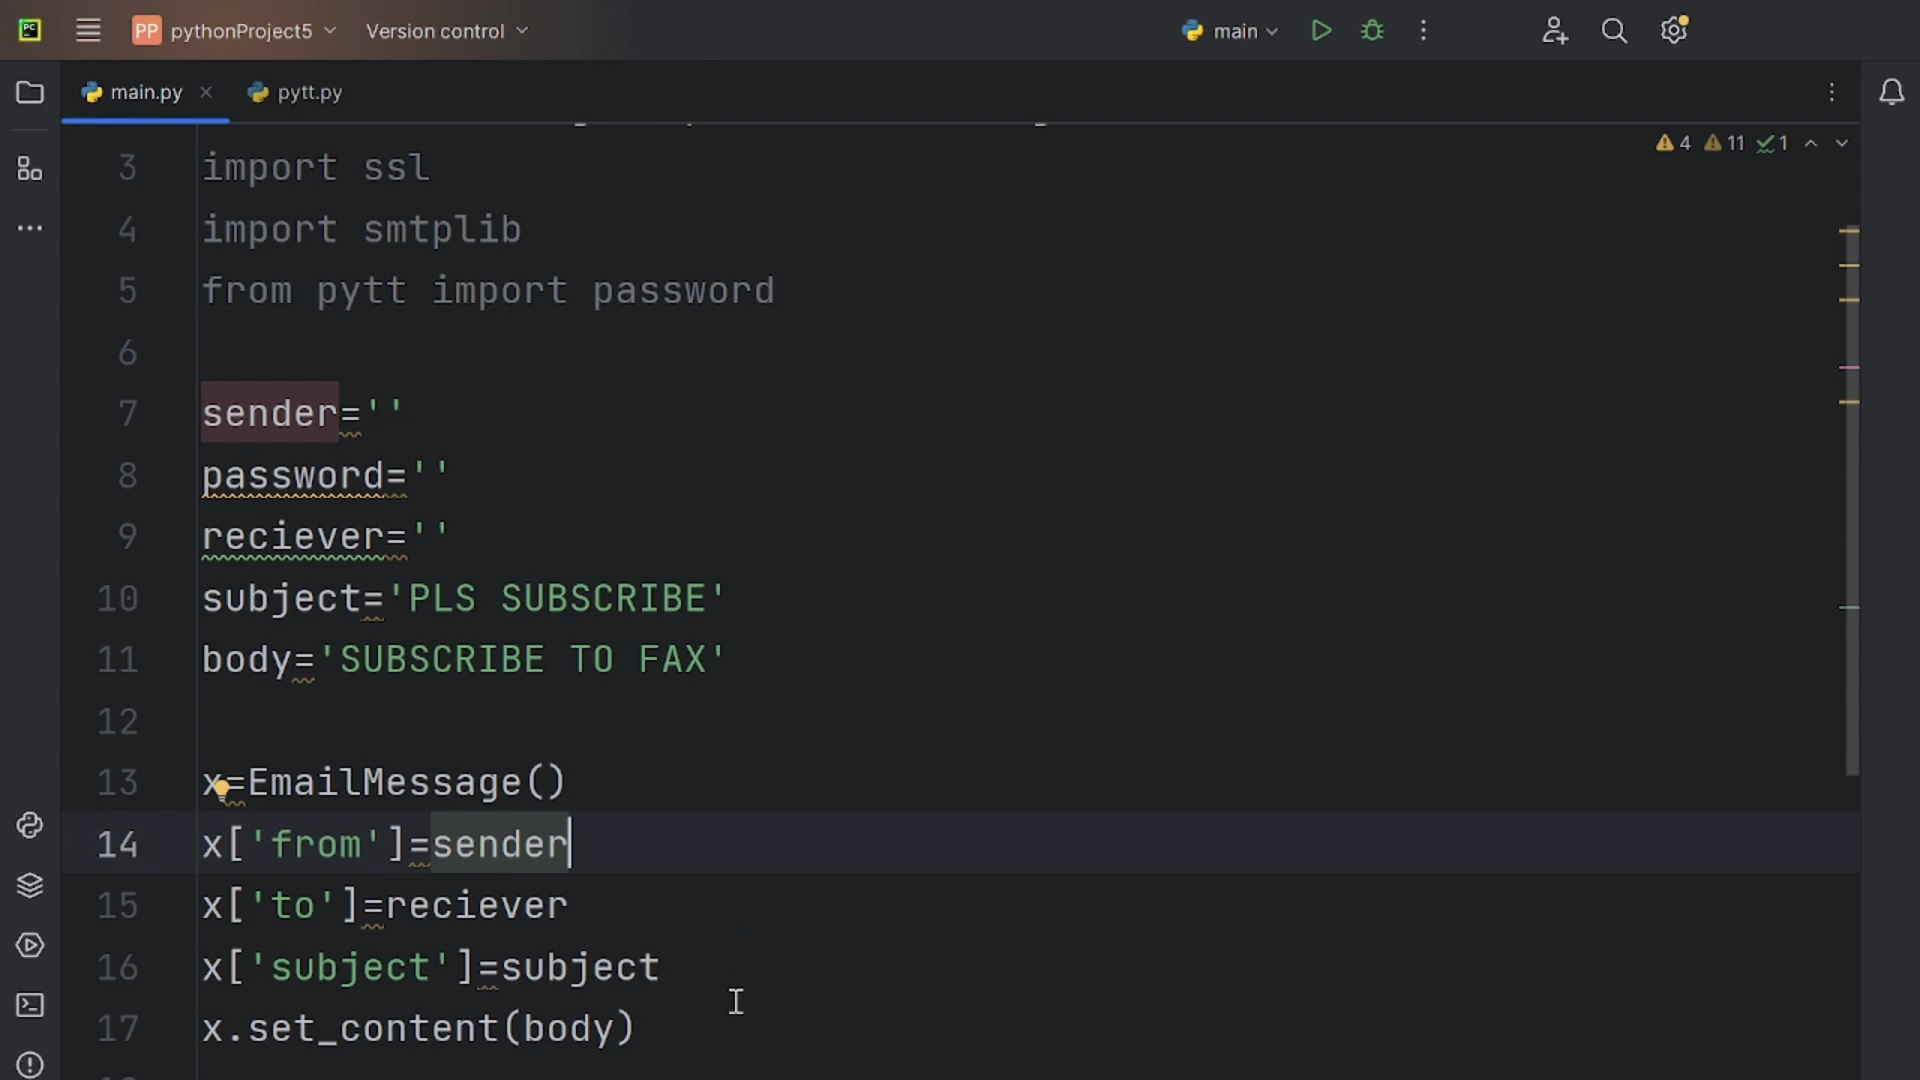 PC
PP pythonProject5 Version control main
main.py pytt.py
4 11 1
3 import ssl
4 import smtplib
5 from pytt import password
6
7 sender=''
8 password=''
9 reciever=''
10 subject='PLS SUBSCRIBE'
11 body='SUBSCRIBE TO FAX'
12
13 x=EmailMessage()
14 x['from']=sender
15 x['to']=reciever
16 x['subject']=subject
17 x.set_content(body)